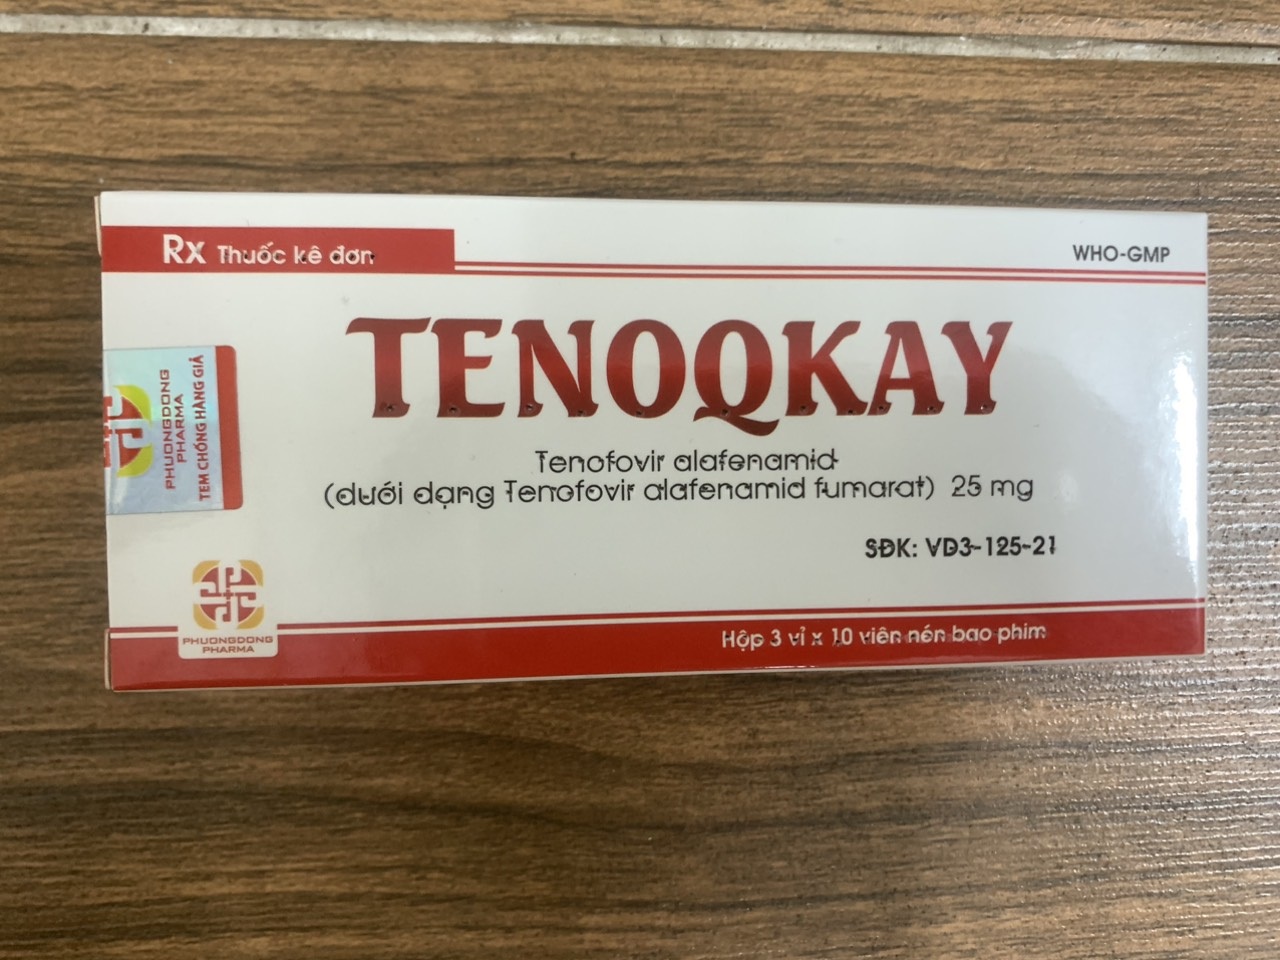 Rx Thuốc kê đơn
WHO-GMP
TENOQKAY
Tenofovir alafenamid
(dưới dạng Tenofovir alafenamid fumarat) 25 mg
SĐK: VD3-125-21
PHUONGDONG
PHARMA
TEM CHỐNG HÀNG GIẢ
PHUONGDONG
PHARMA
Hộp 3 vỉ x 10 viên nén bao phim